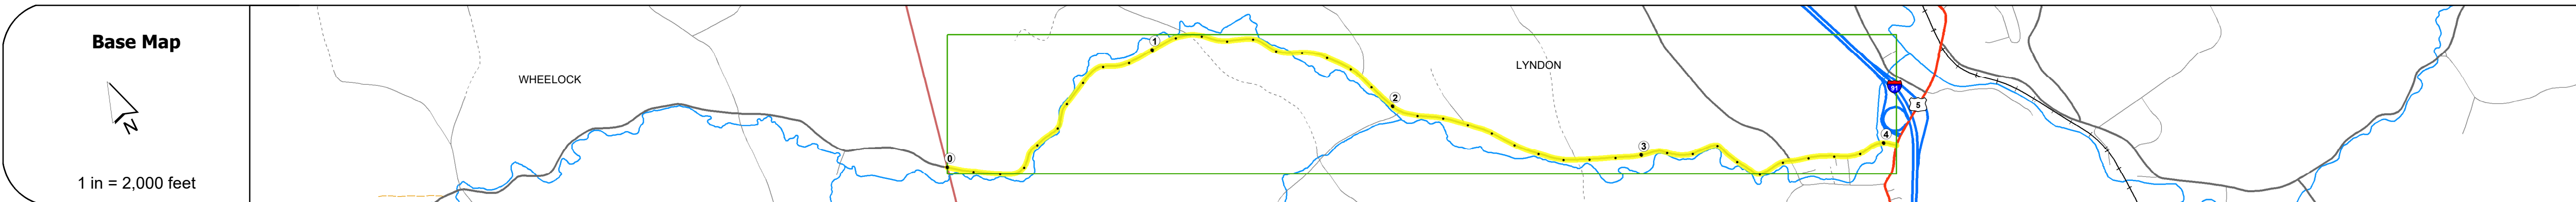 Base Map
N
1 in = 2,000 feet
WHEELOCK
LYNDON
0
1
2
3
4
91
5